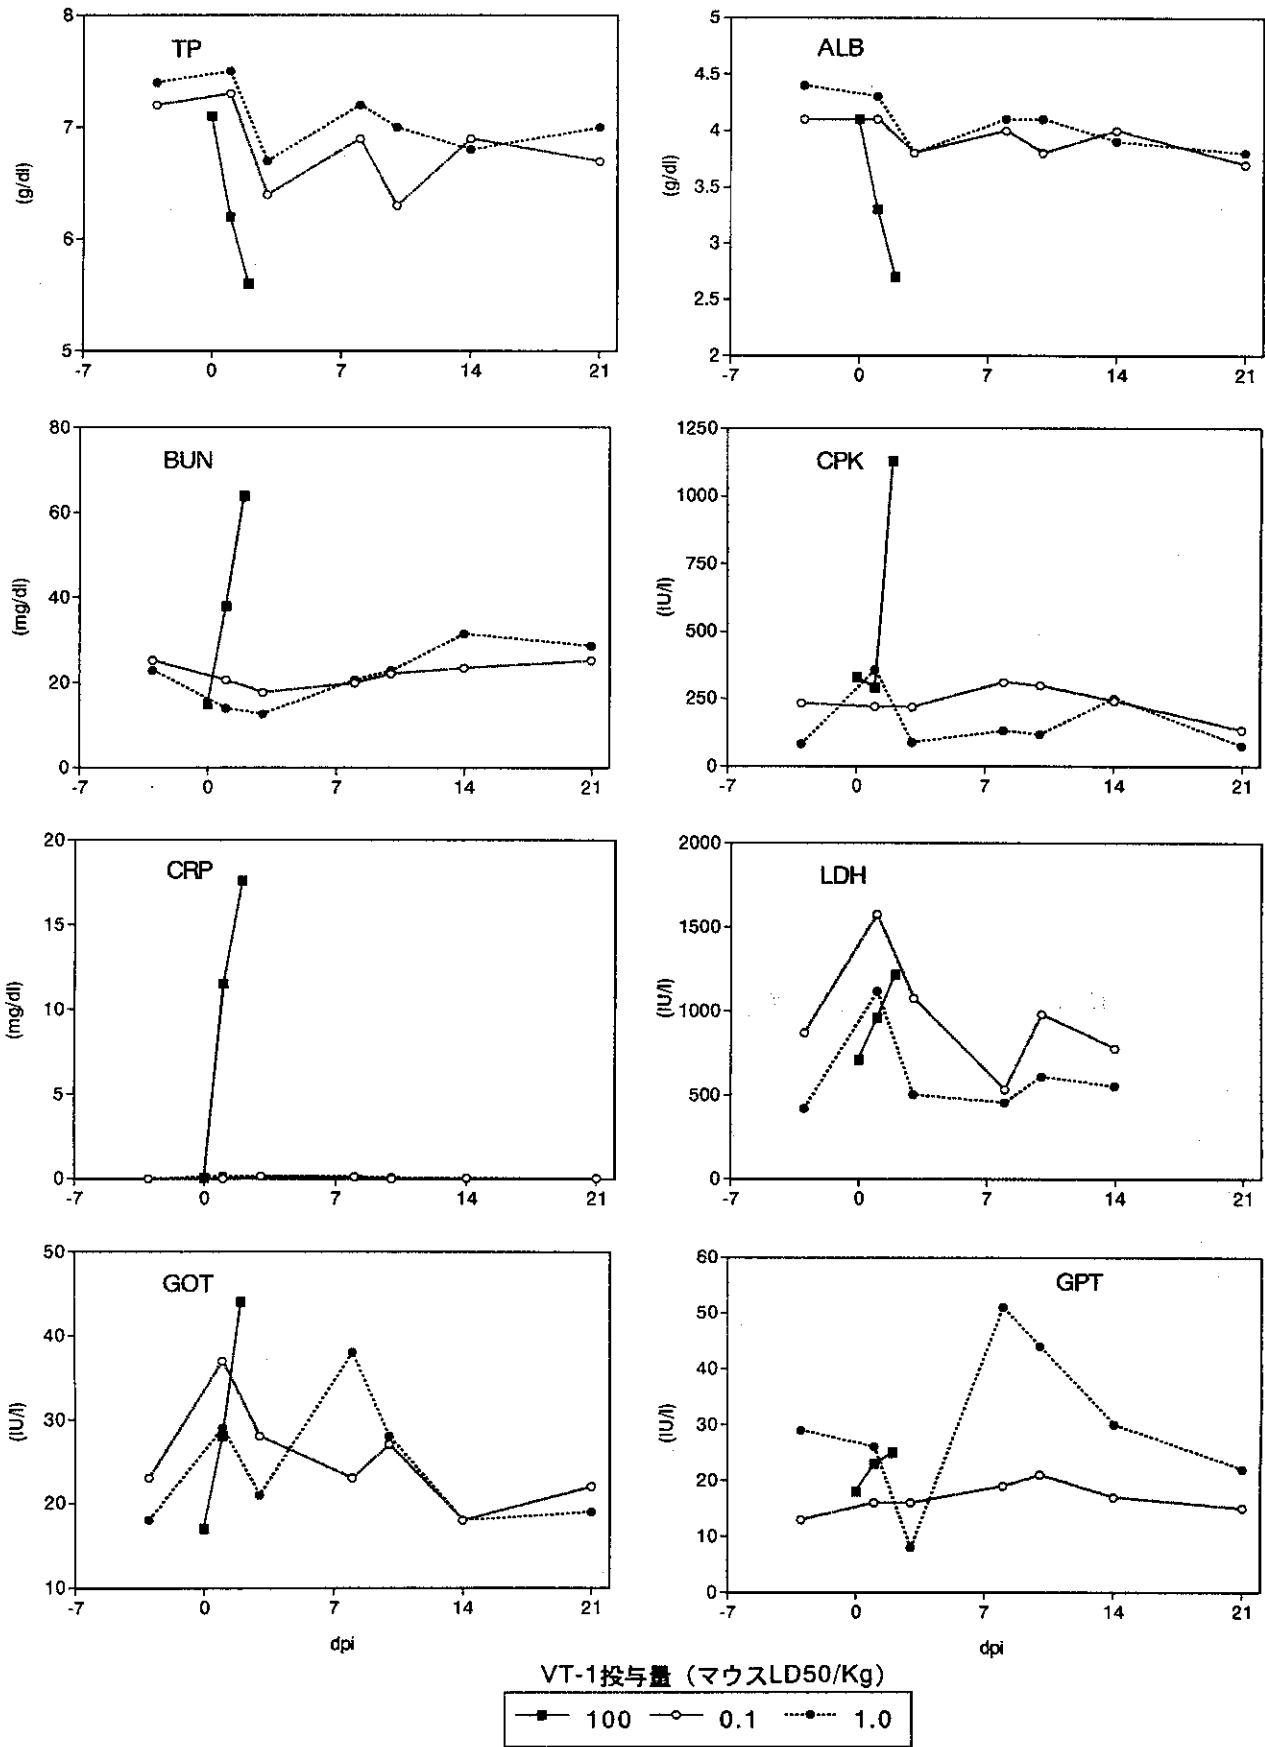 TP
(g/dl)
8
7
6
5
-7 0 7 14 21
ALB
(g/dl)
5
4.5
4
3.5
3
2.5
2
-7 0 7 14 21
BUN
(mg/dl)
80
60
40
20
0
-7 0 7 14 21
CPK
(IU/l)
1250
1000
750
500
250
0
-7 0 7 14 21
CRP
(mg/dl)
20
15
10
5
0
-7 0 7 14 21
LDH
(IU/l)
2000
1500
1000
500
0
-7 0 7 14 21
GOT
(IU/l)
50
40
30
20
10
-7 0 7 14 21
dpi
GPT
(IU/l)
60
50
40
30
20
10
0
-7 0 7 14 21
dpi
VT-1投与量（マウスLD50/Kg）
100 0.1 1.0